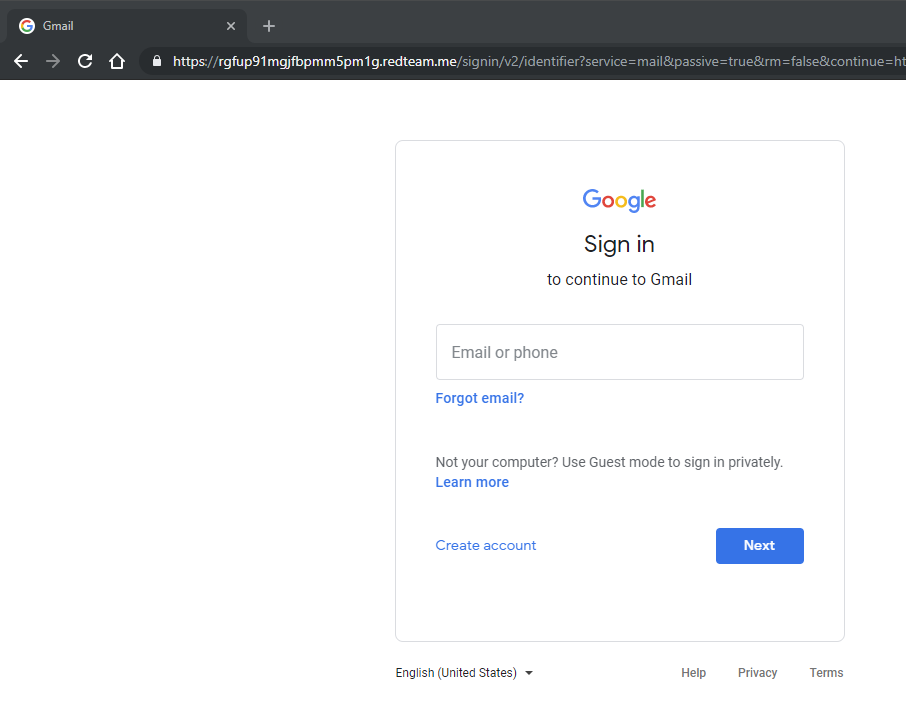 Gmail
https://rgfup91mgjfbpmm5pm1g.redteam.me/signin/v2/identifier?service=mail&passive=true&rm=false&continue=ht
Google
Sign in
to continue to Gmail
Email or phone
Forgot email?
Not your computer? Use Guest mode to sign in privately.
Learn more
Create account
Next
English (United States)
Help
Privacy
Terms